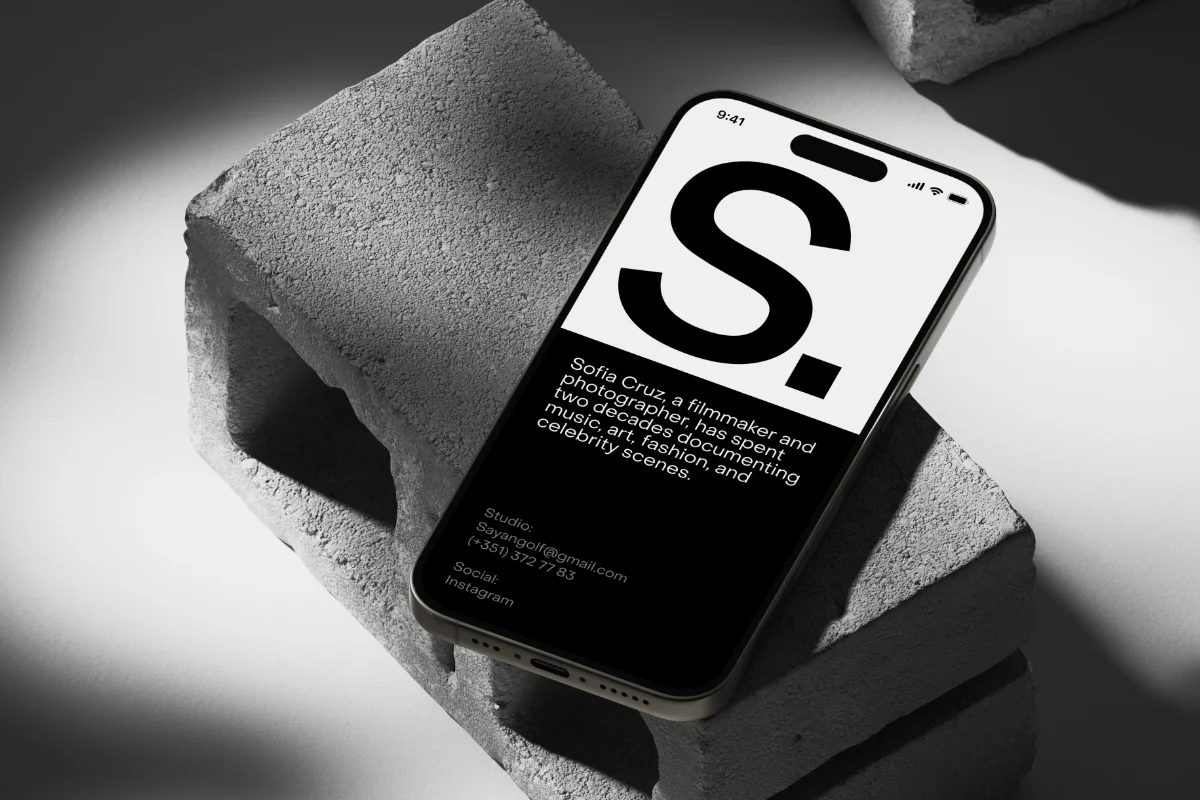 9:41
S.
Sofia Cruz, a filmmaker and
photographer, has spent
two decades documenting
music, art, fashion, and
celebrity scenes.
Studio:
Sayangolf@gmail.com
(+351) 372 77 83
Social:
Instagram